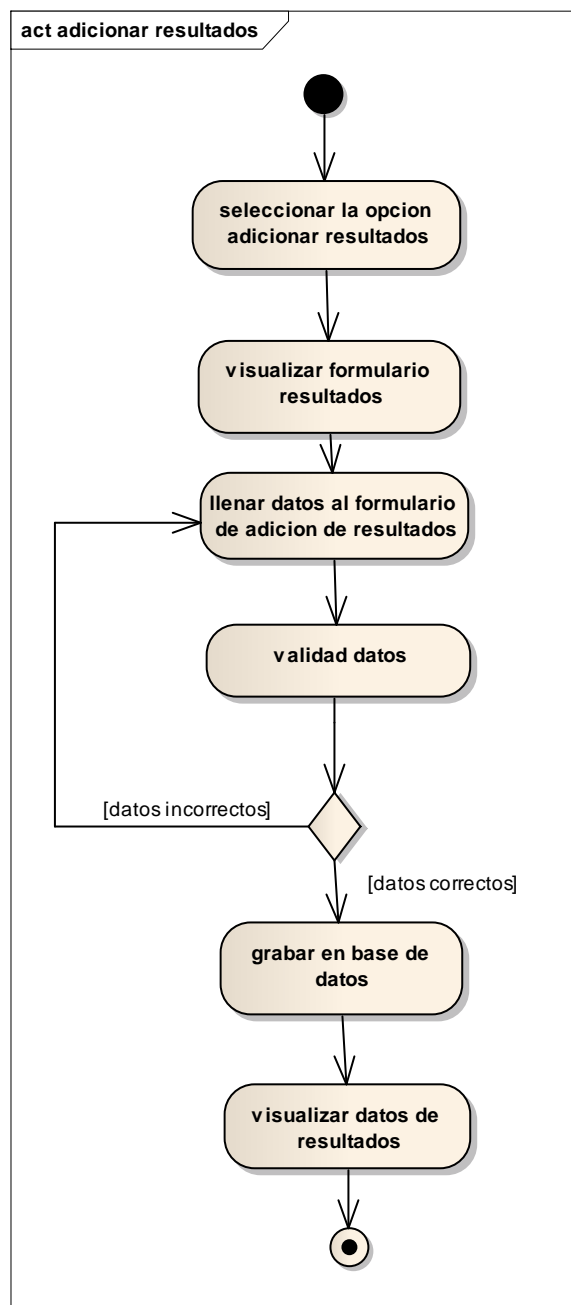 act adicionar resultados
seleccionar la opcion
adicionar resultados
visualizar formulario
resultados
llenar datos al formulario
de adicion de resultados
validad datos
[datos incorrectos]
[datos correctos]
grabar en base de
datos
visualizar datos de
resultados